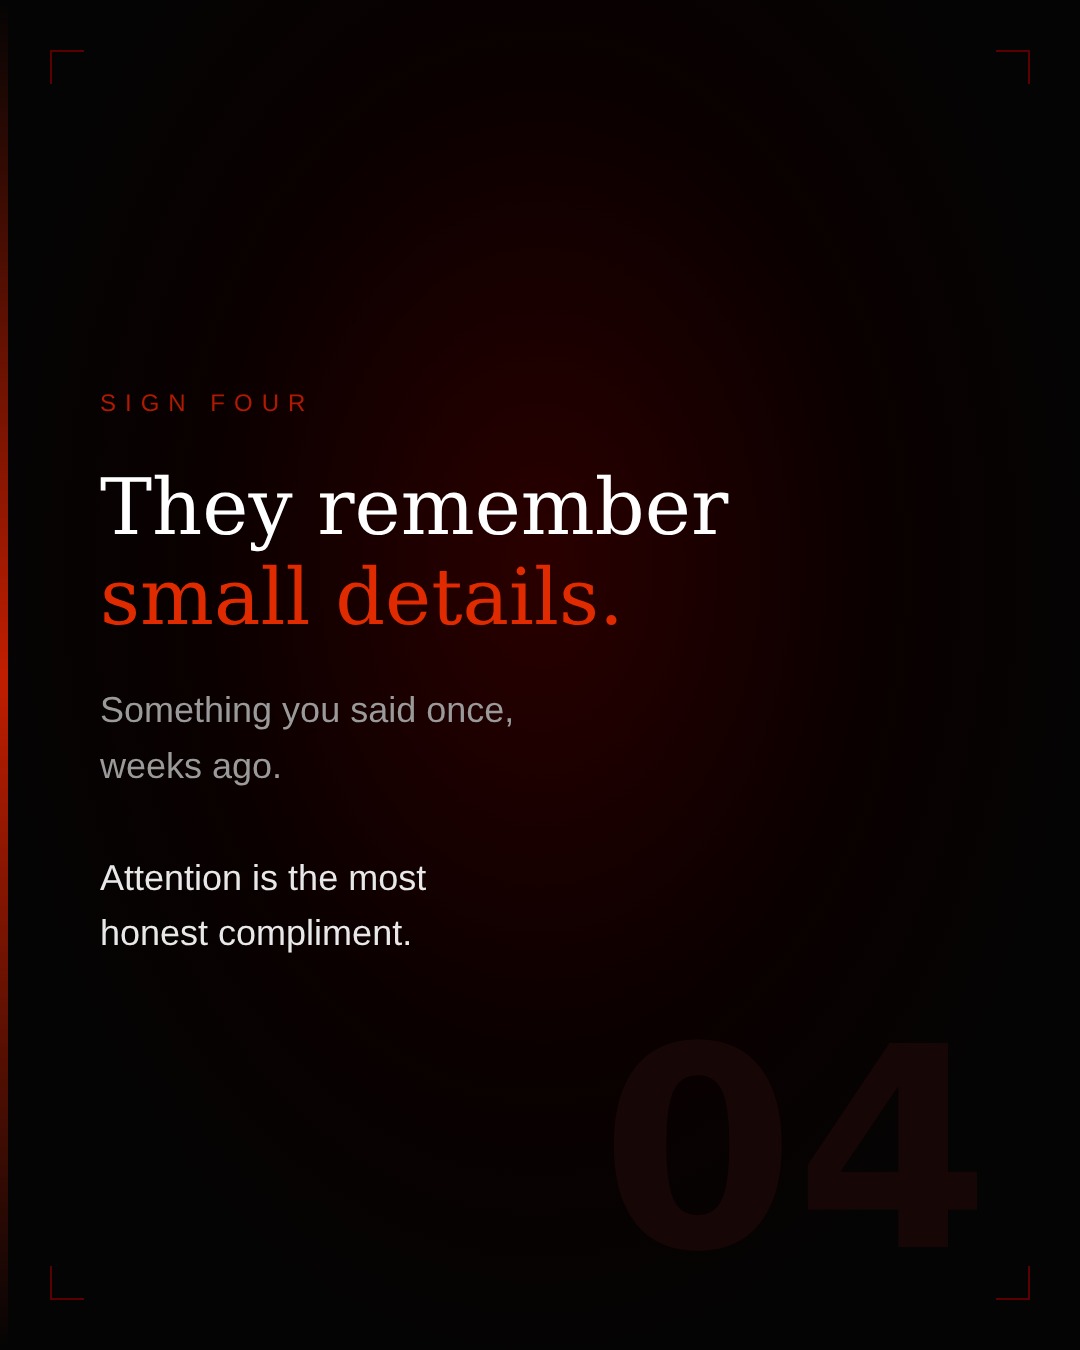 SIGN FOUR
They remember
small details.
Something you said once,
weeks ago.
Attention is the most
honest compliment.
04